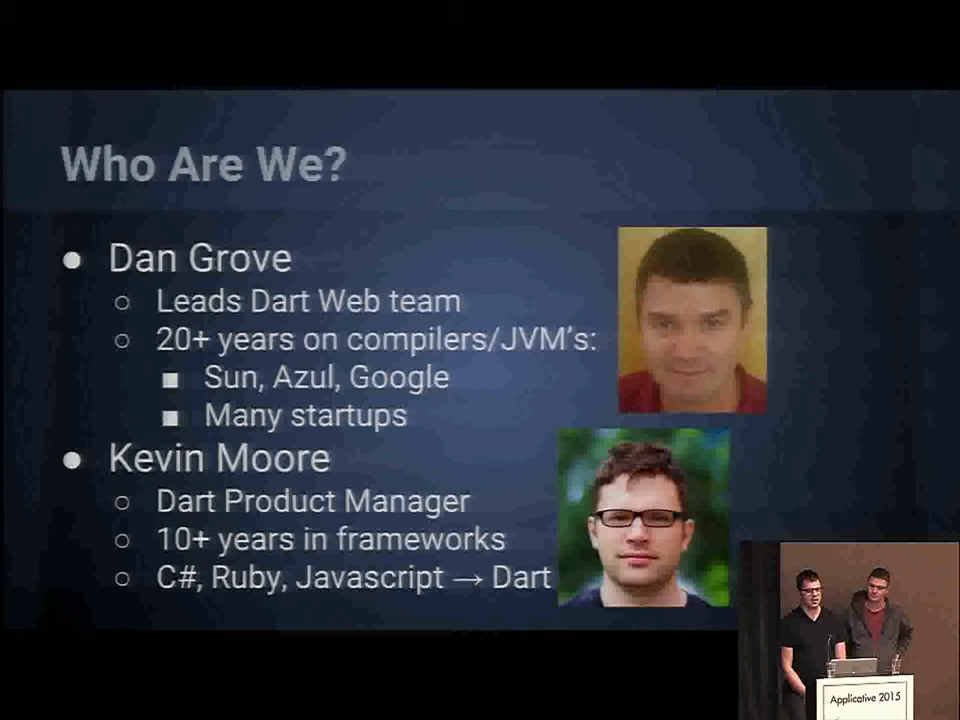 Who Are We?
● Dan Grove
○ Leads Dart Web team
○ 20+ years on compilers/JVM's:
■ Sun, Azul, Google
■ Many startups
● Kevin Moore
○ Dart Product Manager
○ 10+ years in frameworks
○ C#, Ruby, Javascript → Dart
Applicative 2015